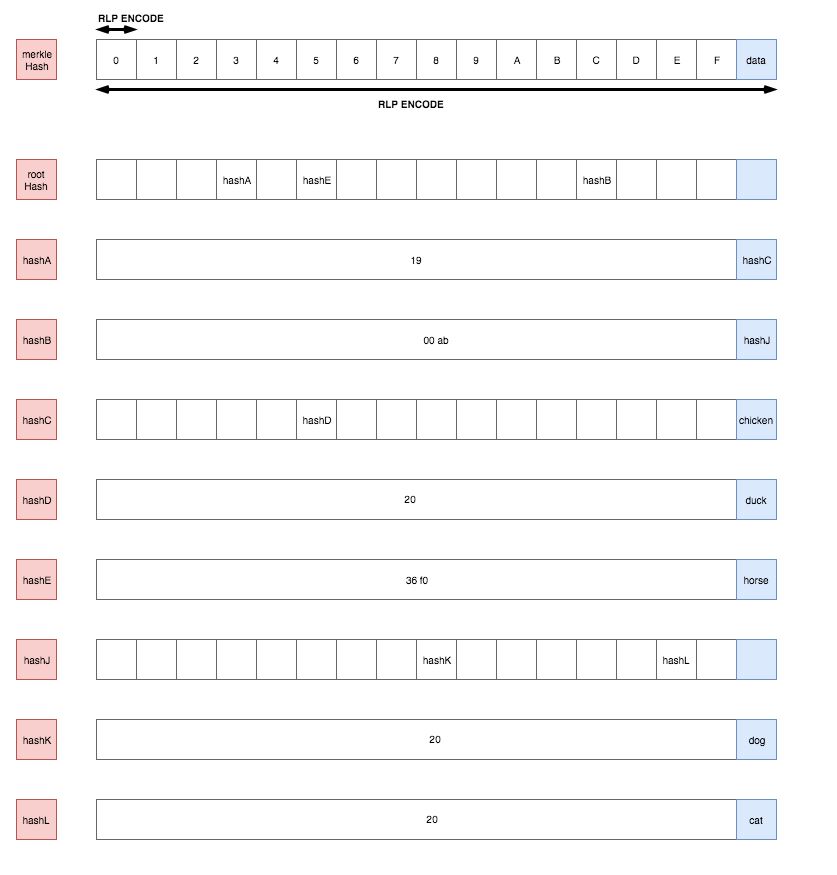 RLP ENCODE
merkle
Hash
0 1 2 3 4 5 6 7 8 9 A B C D E F data
RLP ENCODE
root
Hash
hashA hashE hashB
hashA 19 hashC
hashB 00 ab hashJ
hashC hashD chicken
hashD 20 duck
hashE 36 f0 horse
hashJ hashK hashL
hashK 20 dog
hashL 20 cat